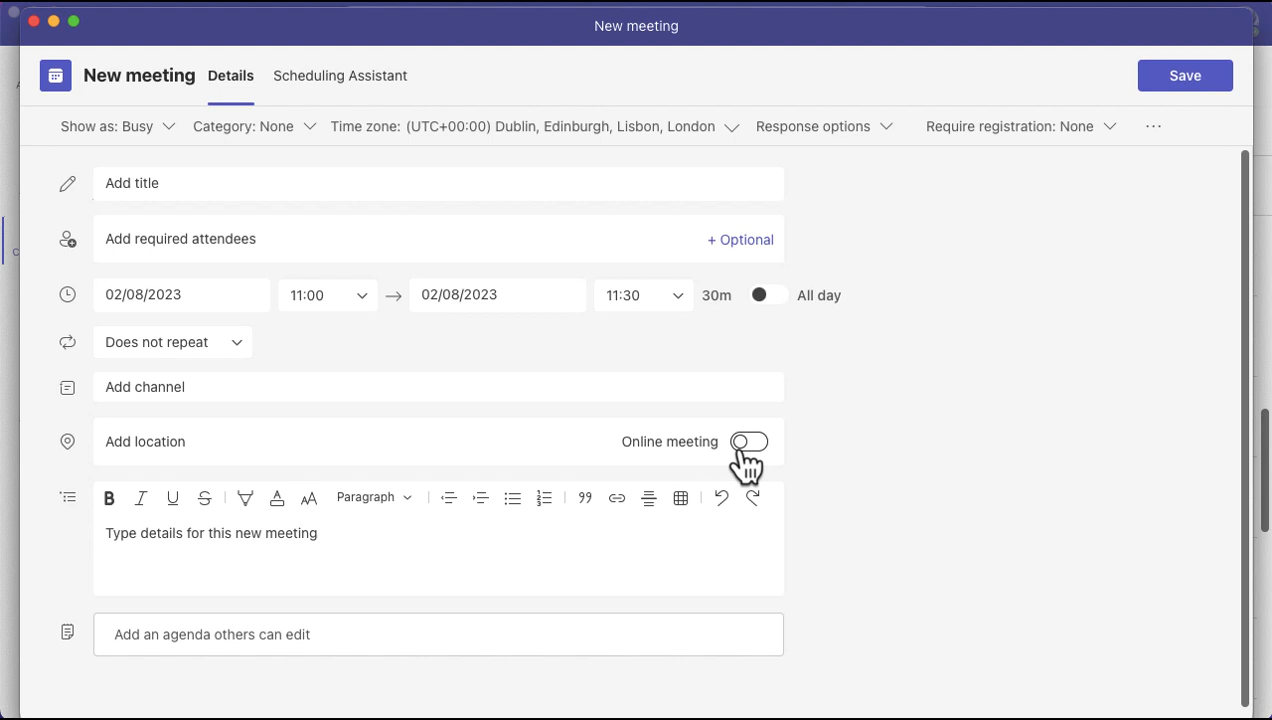 New meeting
New meeting Details Scheduling Assistant Save
Show as: Busy Category: None Time zone: (UTC+00:00) Dublin, Edinburgh, Lisbon, London Response options Require registration: None ...
Add title
Add required attendees + Optional
02/08/2023 11:00 → 02/08/2023 11:30 30m All day
Does not repeat
Add channel
Add location Online meeting
B I U S A AA Paragraph
Type details for this new meeting
Add an agenda others can edit